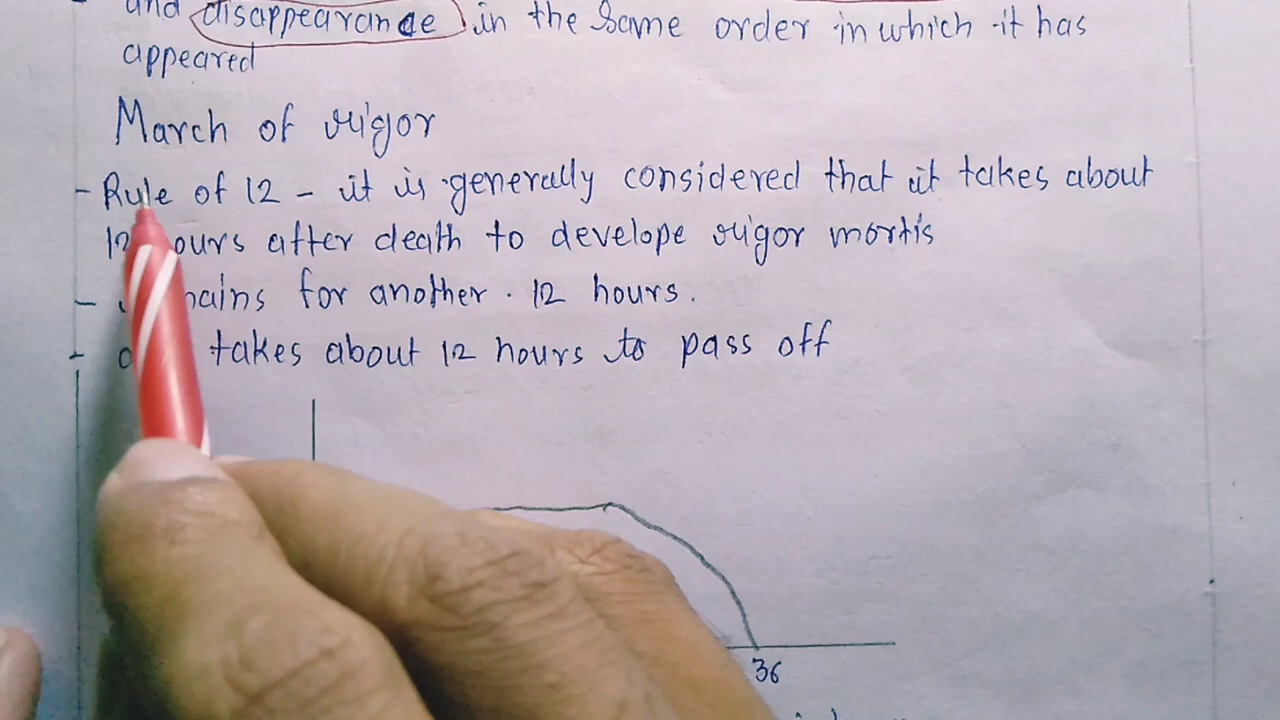 and disappearance in the same order in which it has
appeared
March of rigor
- Rule of 12 - it is generally considered that it takes about
12 hours after death to develope rigor mortis
- for another. 12 hours.
- takes about 12 hours to pass off
36